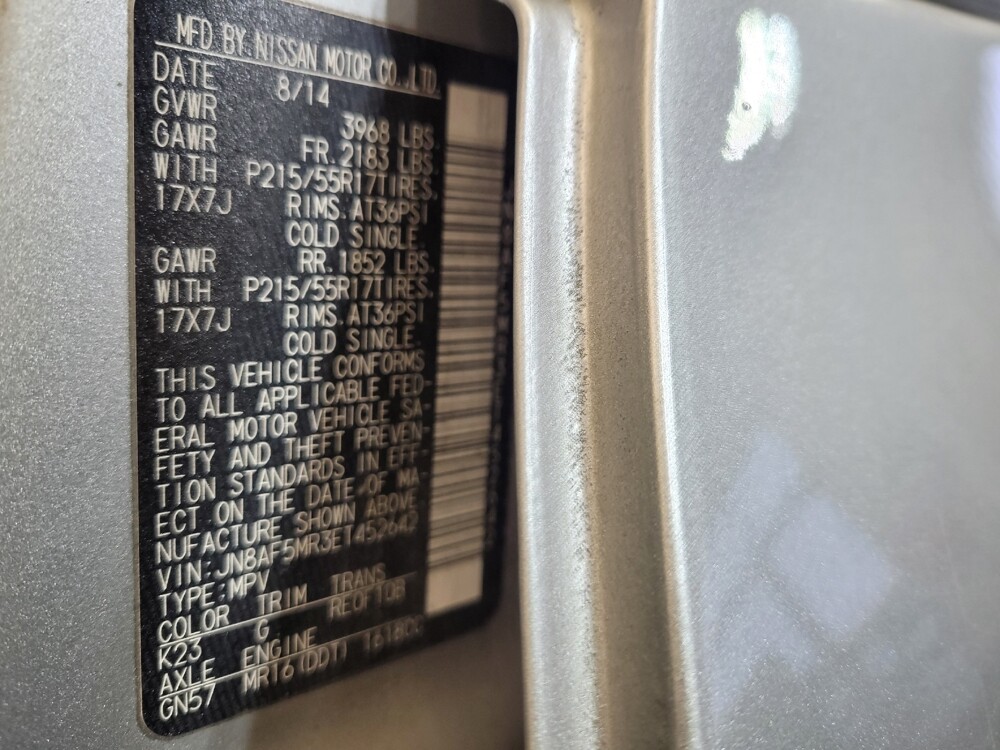 MFD BY NISSAN MOTOR CO.,LTD.
DATE 8/14
GVWR 3968 LBS.
GAWR FR.2183 LBS.
WITH P215/55R17TIRES.
17X7J RIMS.AT36PSI
COLD SINGLE.
GAWR RR.1852 LBS.
WITH P215/55R17TIRES.
17X7J RIMS.AT36PSI
COLD SINGLE.
THIS VEHICLE CONFORMS
TO ALL APPLICABLE FED-
ERAL MOTOR VEHICLE SA-
FETY AND THEFT PREVEN-
TION STANDARDS IN EFF-
ECT ON THE DATE OF MA-
NUFACTURE SHOWN ABOVE
VIN:JN8AF5MR3ET452642
TYPE:MPV
COLOR TRIM TRANS
K23 G REOF10B
AXLE ENGINE
GN57 MR16(DDT) 1618CC